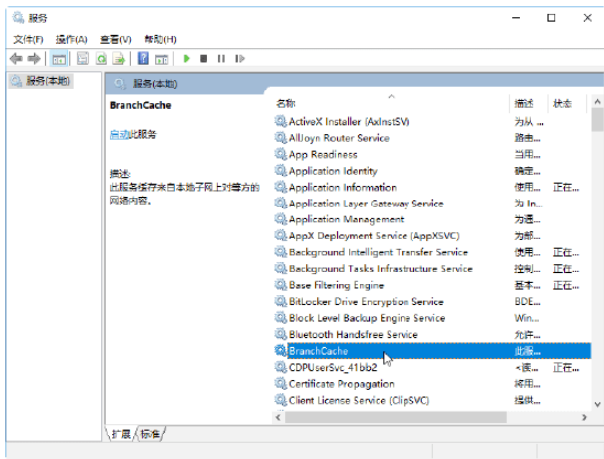 服务
文件(F) 操作(A) 查看(V) 帮助(H)
服务(本地)
服务(本地)
BranchCache
启动此服务
描述:
此服务缓存来自本地子网上对等方的
网络内容。
名称 描述 状态
ActiveX Installer (AxInstSV) 为从 ...
AllJoyn Router Service 路由...
App Readiness 当用...
Application Identity 确定...
Application Information 使用... 正在...
Application Layer Gateway Service 为 In...
Application Management 为通...
AppX Deployment Service (AppXSVC) 为部...
Background Intelligent Transfer Service 使用... 正在...
Background Tasks Infrastructure Service 控制... 正在...
Base Filtering Engine 基本... 正在...
BitLocker Drive Encryption Service BDE...
Block Level Backup Engine Service Win...
Bluetooth Handsfree Service 允许...
BranchCache 此服...
CDPUserSvc_41bb2 <读... 正在...
Certificate Propagation 将用...
Client License Service (ClipSVC) 提供...
扩展 标准